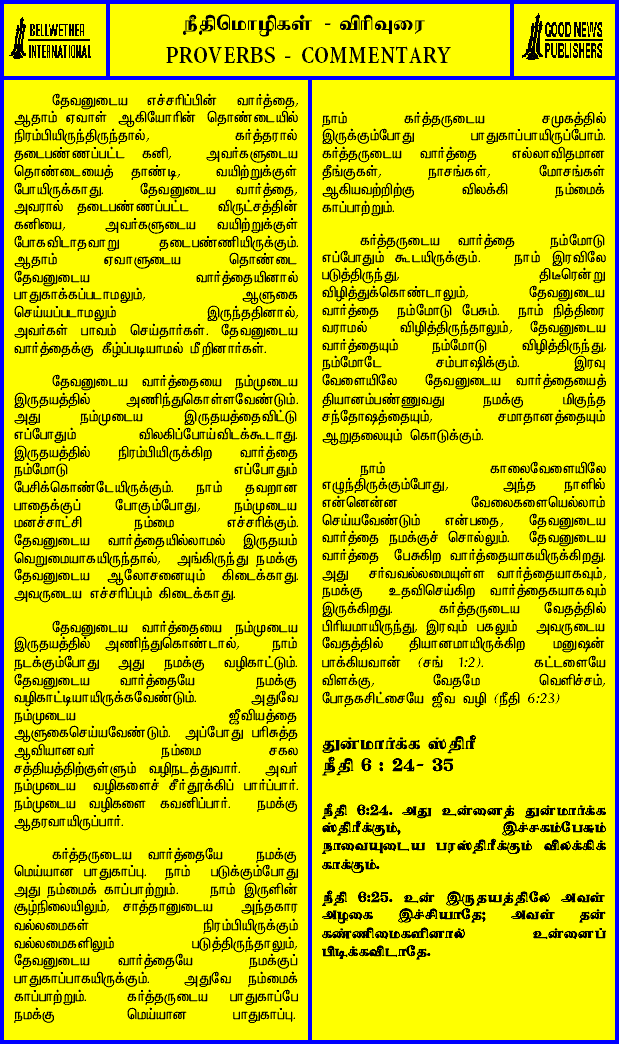 BELLWETHER
INTERNATIONAL
நீதிமொழிகள் - விரிவுரை
PROVERBS - COMMENTARY
GOOD NEWS
PUBLISHERS
தேவனுடைய எச்சரிப்பின் வார்த்தை,
ஆதாம் ஏவாள் ஆகியோரின் தொண்டையில்
நிரம்பியிருந்திருந்தால், கர்த்தரால்
தடைபண்ணப்பட்ட கனி, அவர்களுடைய
தொண்டையைத் தாண்டி, வயிற்றுக்குள்
போயிருக்காது. தேவனுடைய வார்த்தை,
அவரால் தடைபண்ணப்பட்ட விருட்சத்தின்
கனியை, அவர்களுடைய வயிற்றுக்குள்
போகவிடாதவாறு தடைபண்ணியிருக்கும்.
ஆதாம் ஏவாளுடைய தொண்டை
தேவனுடைய வார்த்தையினால்
பாதுகாக்கப்படாமலும், ஆளுகை
செய்யப்படாமலும் இருந்ததினால்,
அவர்கள் பாவம் செய்தார்கள். தேவனுடைய
வார்த்தைக்கு கீழ்ப்படியாமல் மீறினார்கள்.
தேவனுடைய வார்த்தையை நம்முடைய
இருதயத்தில் அணிந்துகொள்ளவேண்டும்.
அது நம்முடைய இருதயத்தைவிட்டு
எப்போதும் விலகிப்போய்விடக்கூடாது.
இருதயத்தில் நிரம்பியிருக்கிற வார்த்தை
நம்மோடு எப்போதும்
பேசிக்கொண்டேயிருக்கும். நாம் தவறான
பாதைக்குப் போகும்போது, நம்முடைய
மனச்சாட்சி நம்மை எச்சரிக்கும்.
தேவனுடைய வார்த்தையில்லாமல் இருதயம்
வெறுமையாகயிருந்தால், அங்கிருந்து நமக்கு
தேவனுடைய ஆலோசனையும் கிடைக்காது.
அவருடைய எச்சரிப்பும் கிடைக்காது.
தேவனுடைய வார்த்தையை நம்முடைய
இருதயத்தில் அணிந்துகொண்டால், நாம்
நடக்கும்போது அது நமக்கு வழிகாட்டும்.
தேவனுடைய வார்த்தையே நமக்கு
வழிகாட்டியாயிருக்கவேண்டும். அதுவே
நம்முடைய ஜீவியத்தை
ஆளுகைசெய்யவேண்டும். அப்போது பரிசுத்த
ஆவியானவர் நம்மை சகல
சத்தியத்திற்குள்ளும் வழிநடத்துவார். அவர்
நம்முடைய வழிகளைச் சீர்தூக்கிப் பார்ப்பார்.
நம்முடைய வழிகளை கவனிப்பார். நமக்கு
ஆதரவாயிருப்பார்.
கர்த்தருடைய வார்த்தையே நமக்கு
மெய்யான பாதுகாப்பு. நாம் படுக்கும்போது
அது நம்மைக் காப்பாற்றும். நாம் இருளின்
சூழ்நிலையிலும், சாத்தானுடைய அந்தகார
வல்லமைகள் நிரம்பியிருக்கும்
வல்லமைகளிலும் படுத்திருந்தாலும்,
தேவனுடைய வார்த்தையே நமக்குப்
பாதுகாப்பாகயிருக்கும். அதுவே நம்மைக்
காப்பாற்றும். கர்த்தருடைய பாதுகாப்பே
நமக்கு மெய்யான பாதுகாப்பு.
நாம் கர்த்தருடைய சமுகத்தில்
இருக்கும்போது பாதுகாப்பாயிருப்போம்.
கர்த்தருடைய வார்த்தை எல்லாவிதமான
தீங்குகள், நாசங்கள், மோசங்கள்
ஆகியவற்றிற்கு விலக்கி நம்மைக்
காப்பாற்றும்.
கர்த்தருடைய வார்த்தை நம்மோடு
எப்போதும் கூடயிருக்கும். நாம் இரவிலே
படுத்திருந்து, திடீரென்று
விழித்துக்கொண்டாலும், தேவனுடைய
வார்த்தை நம்மோடு பேசும். நாம் நித்திரை
வராமல் விழித்திருந்தாலும், தேவனுடைய
வார்த்தையும் நம்மோடு விழித்திருந்து,
நம்மோடே சம்பாஷிக்கும். இரவு
வேளையிலே தேவனுடைய வார்த்தையைத்
தியானம்பண்ணுவது நமக்கு மிகுந்த
சந்தோஷத்தையும், சமாதானத்தையும்
ஆறுதலையும் கொடுக்கும்.
நாம் காலைவேளையிலே
எழுந்திருக்கும்போது, அந்த நாளில்
என்னென்ன வேலைகளையெல்லாம்
செய்யவேண்டும் என்பதை, தேவனுடைய
வார்த்தை நமக்குச் சொல்லும். தேவனுடைய
வார்த்தை பேசுகிற வார்த்தையாகயிருக்கிறது.
அது சர்வவல்லமையுள்ள வார்த்தையாகவும்,
நமக்கு உதவிசெய்கிற வார்த்தைகயாகவும்
இருக்கிறது. கர்த்தருடைய வேதத்தில்
பிரியமாயிருந்து, இரவும் பகலும் அவருடைய
வேதத்தில் தியானமாயிருக்கிற மனுஷன்
பாக்கியவான் (சங் 1:2). கட்டளையே
விளக்கு, வேதமே வெளிச்சம்,
போதகசிட்சையே ஜீவ வழி (நீதி 6:23)
துன்மார்க்க ஸ்திரீ
நீதி 6 : 24- 35
நீதி 6:24. அது உன்னைத் துன்மார்க்க
ஸ்திரீக்கும், இச்சகம்பேசும்
நாவையுடைய பரஸ்திரீக்கும் விலக்கிக்
காக்கும்.
நீதி 6:25. உன் இருதயத்திலே அவள்
அழகை இச்சியாதே; அவள் தன்
கண்ணிமைகளினால் உன்னைப்
பிடிக்கவிடாதே.